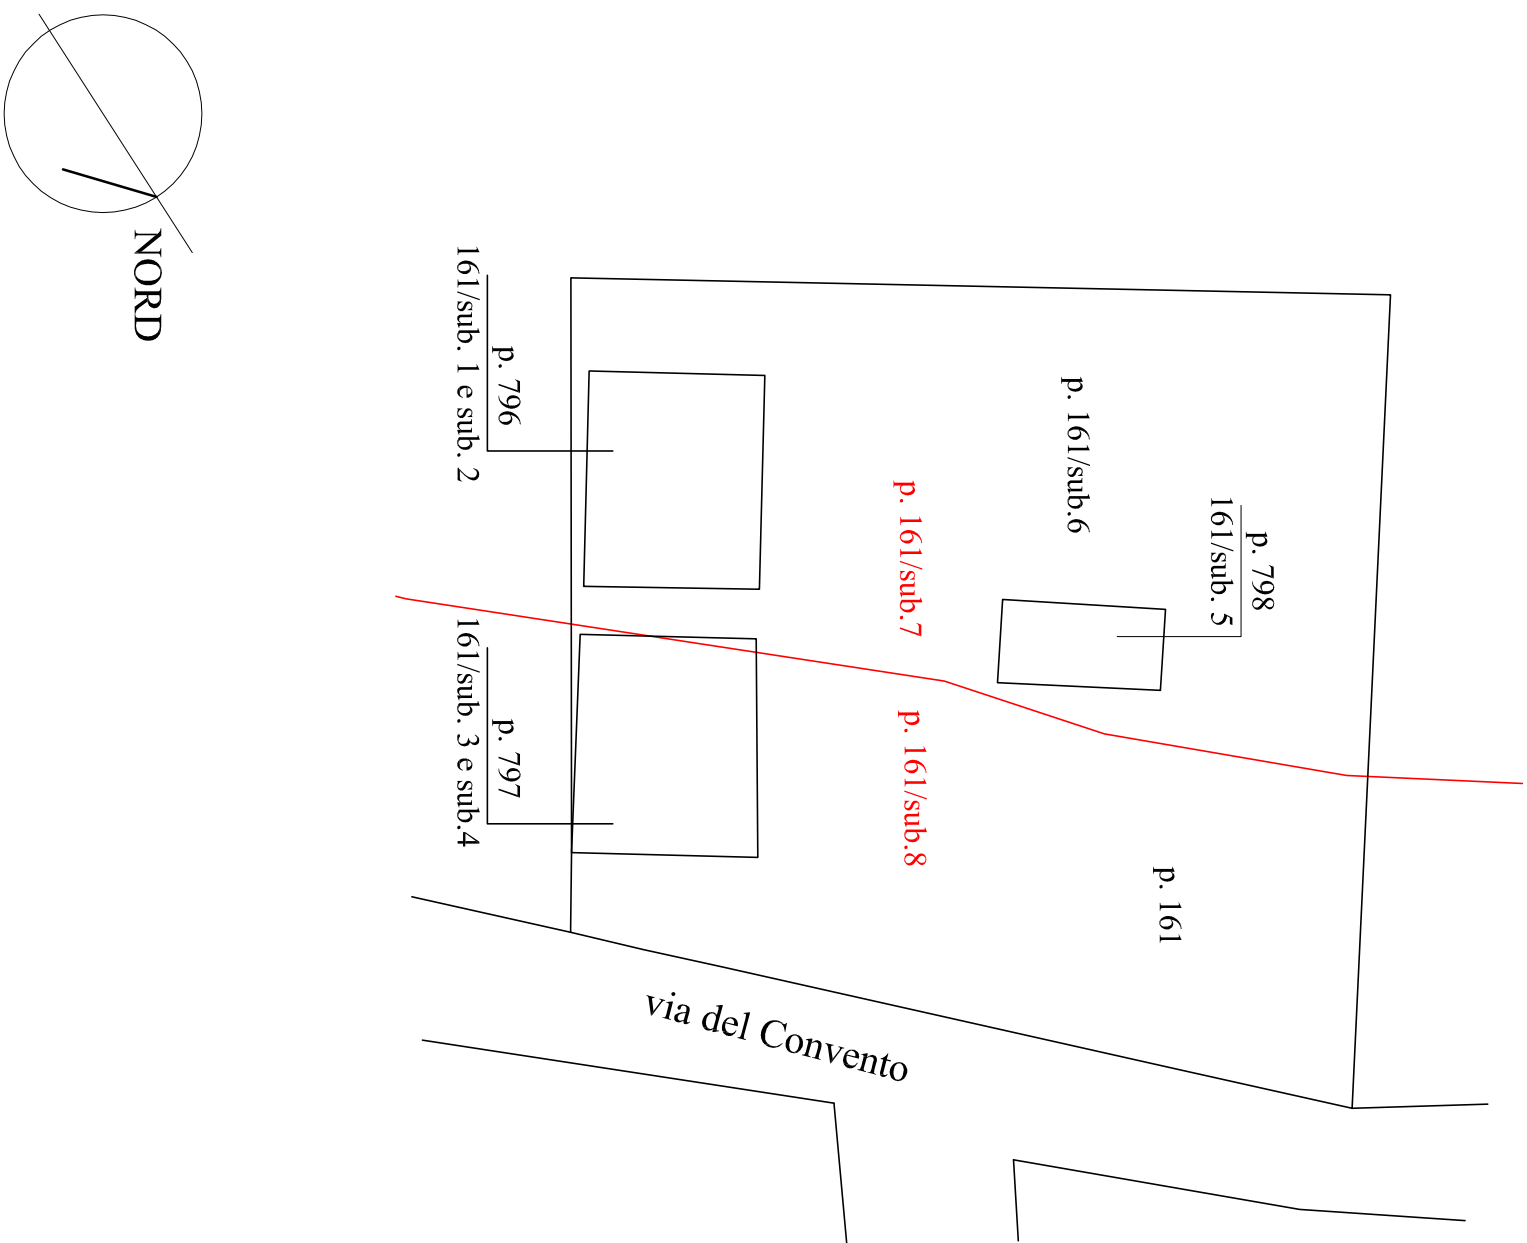 NORD
p. 796
161/sub. 1 e sub. 2
p. 797
161/sub. 3 e sub.4
p. 161/sub.6
p. 798
161/sub. 5
p. 161/sub.7
p. 161/sub.8
p. 161
via del Convento